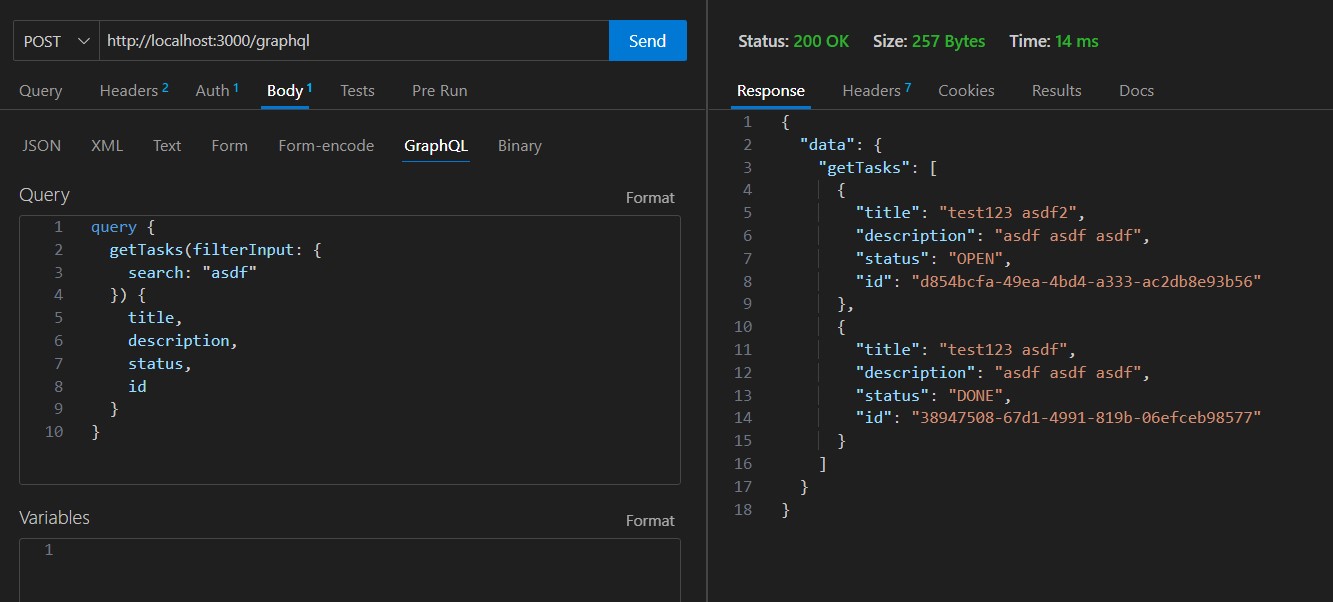 POST http://localhost:3000/graphql Send
Query Headers 2 Auth 1 Body 1 Tests Pre Run
JSON XML Text Form Form-encode GraphQL Binary
Query Format
1 query {
2   getTasks(filterInput: {
3     search: "asdf"
4   }) {
5     title,
6     description,
7     status,
8     id
9   }
10 }
Variables Format
1
Status: 200 OK Size: 257 Bytes Time: 14 ms
Response Headers 7 Cookies Results Docs
1 {
2   "data": {
3     "getTasks": [
4       {
5         "title": "test123 asdf2",
6         "description": "asdf asdf asdf",
7         "status": "OPEN",
8         "id": "d854bcfa-49ea-4bd4-a333-ac2db8e93b56"
9       },
10       {
11         "title": "test123 asdf",
12         "description": "asdf asdf asdf",
13         "status": "DONE",
14         "id": "38947508-67d1-4991-819b-06efceb98577"
15       }
16     ]
17   }
18 }